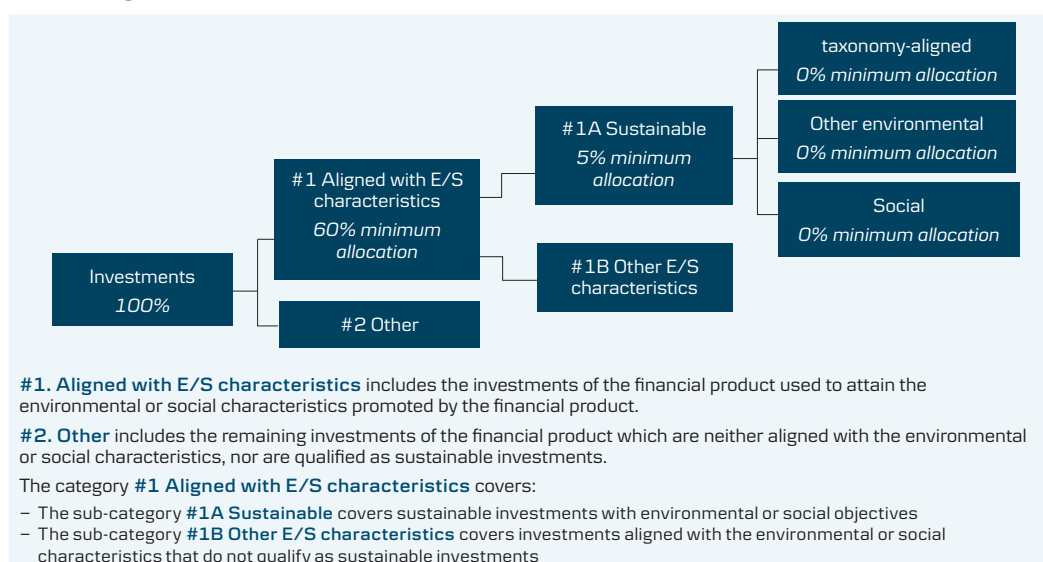 taxonomy-aligned
0% minimum allocation
#1A Sustainable
5% minimum
allocation
Other environmental
0% minimum allocation
#1 Aligned with E/S
characteristics
60% minimum
allocation
Social
0% minimum allocation
#1B Other E/S
characteristics
Investments
100%
#2 Other
#1. Aligned with E/S characteristics includes the investments of the financial product used to attain the
environmental or social characteristics promoted by the financial product.
#2. Other includes the remaining investments of the financial product which are neither aligned with the environmental
or social characteristics, nor are qualified as sustainable investments.
The category #1 Aligned with E/S characteristics covers:
– The sub-category #1A Sustainable covers sustainable investments with environmental or social objectives
– The sub-category #1B Other E/S characteristics covers investments aligned with the environmental or social
characteristics that do not qualify as sustainable investments